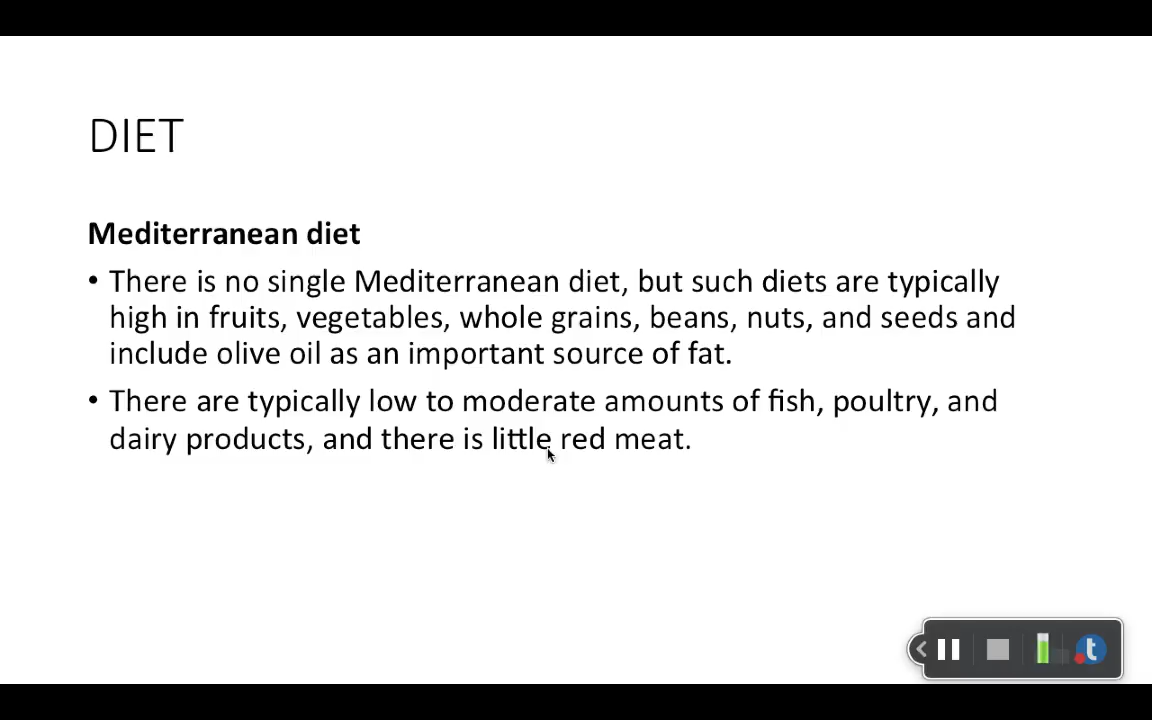 DIET
Mediterranean diet
• There is no single Mediterranean diet, but such diets are typically
high in fruits, vegetables, whole grains, beans, nuts, and seeds and
include olive oil as an important source of fat.
• There are typically low to moderate amounts of fish, poultry, and
dairy products, and there is little red meat.
t